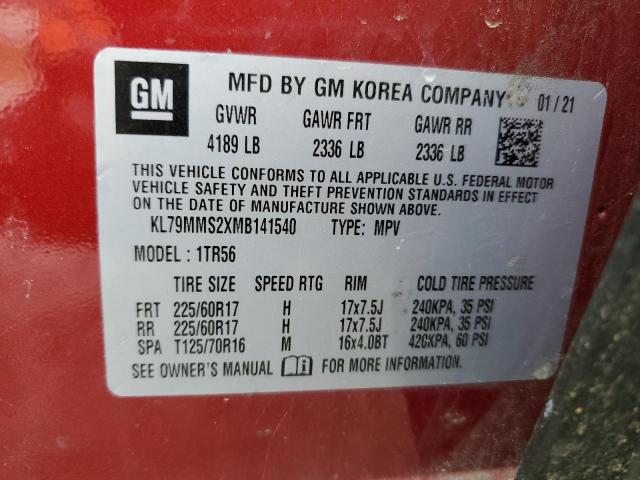 GM
MFD BY GM KOREA COMPANY 01/21
GVWR GAWR FRT GAWR RR
4189 LB 2336 LB 2336 LB
THIS VEHICLE CONFORMS TO ALL APPLICABLE U.S. FEDERAL MOTOR
VEHICLE SAFETY AND THEFT PREVENTION STANDARDS IN EFFECT
ON THE DATE OF MANUFACTURE SHOWN ABOVE.
KL79MMS2XMB141540 TYPE: MPV
MODEL: 1TR56
TIRE SIZE SPEED RTG RIM COLD TIRE PRESSURE
FRT 225/60R17 H 17x7.5J 240KPA, 35 PSI
RR 225/60R17 H 17x7.5J 240KPA, 35 PSI
SPA T125/70R16 M 16x4.0BT 420KPA, 60 PSI
SEE OWNER'S MANUAL FOR MORE INFORMATION.